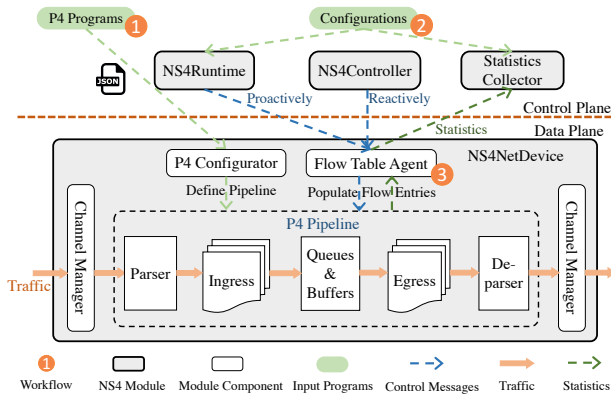 P4 Programs
1
Configurations
2
JSON
NS4Runtime
NS4Controller
Statistics
Collector
Proactively
Reactively
Statistics
Control Plane
Data Plane
NS4NetDevice
P4 Configurator
Flow Table Agent
3
Define Pipeline
Populate Flow Entries
P4 Pipeline
Channel Manager
Parser
Ingress
Queues
&
Buffers
Egress
De-
parser
Channel Manager
Traffic
1
Workflow
NS4 Module
Module Component
Input Programs
Control Messages
Traffic
Statistics